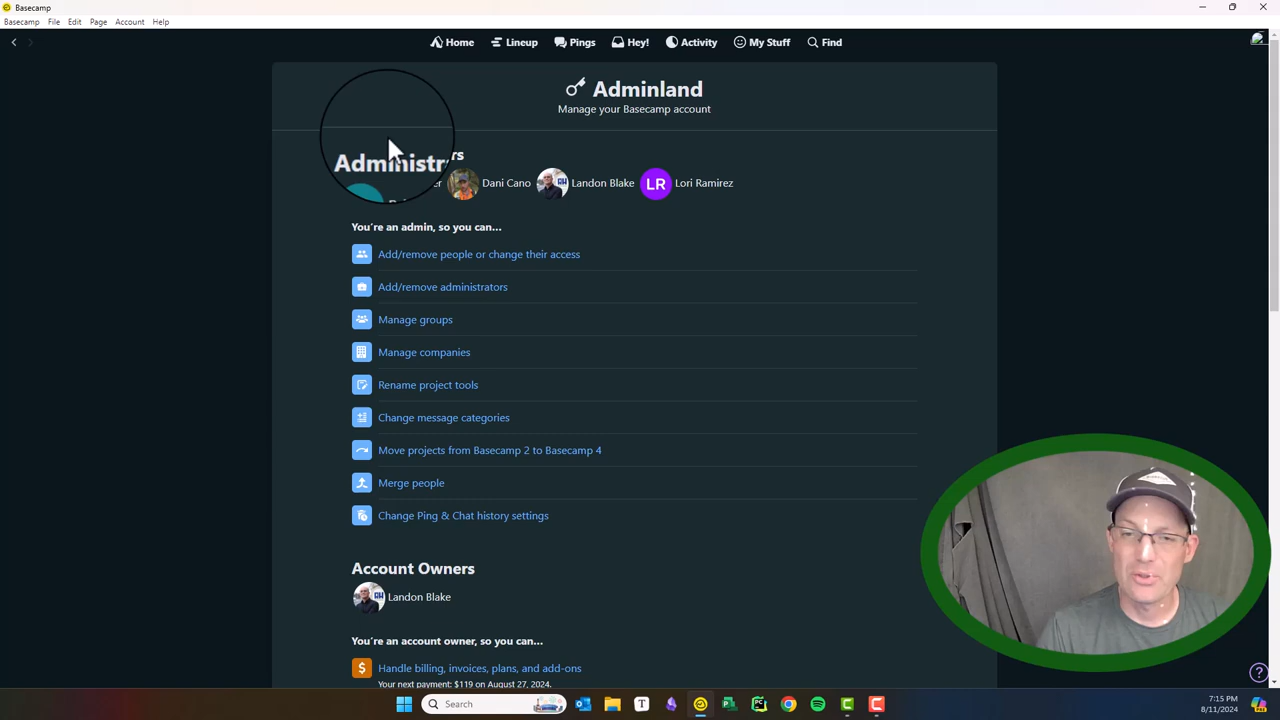 Basecamp
Basecamp File Edit Page Account Help
Home Lineup Pings Hey! Activity My Stuff Find
Adminland
Manage your Basecamp account
Dani Cano Landon Blake LR Lori Ramirez
You're an admin, so you can...
Add/remove people or change their access
Add/remove administrators
Manage groups
Manage companies
Rename project tools
Change message categories
Move projects from Basecamp 2 to Basecamp 4
Merge people
Change Ping & Chat history settings
Account Owners
Landon Blake
You're an account owner, so you can...
$ Handle billing, invoices, plans, and add-ons
Your next payment: $119 on August 27, 2024.
?
Search
T
7:15 PM
8/11/2024